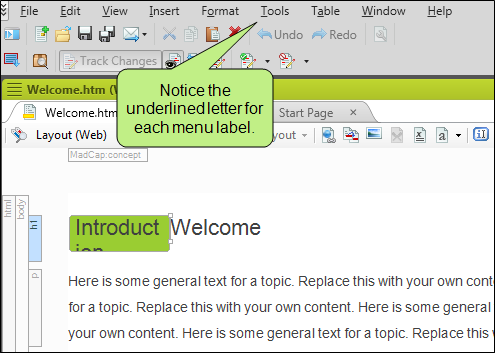 File Edit View Insert Format Tools Table Window Help
Undo Redo
Track Changes
Notice the
underlined letter for
each menu label.
Welcome.htm (W
Welcome.htm Start Page
Layout (Web) ayout
MadCap:concept
html
body
h1
Introduct
ion
Welcome
p
Here is some general text for a topic. Replace this with your own cont
for a topic. Replace this with your own content. Here is some general
your own content. Here is some general text for a topic. Replace this